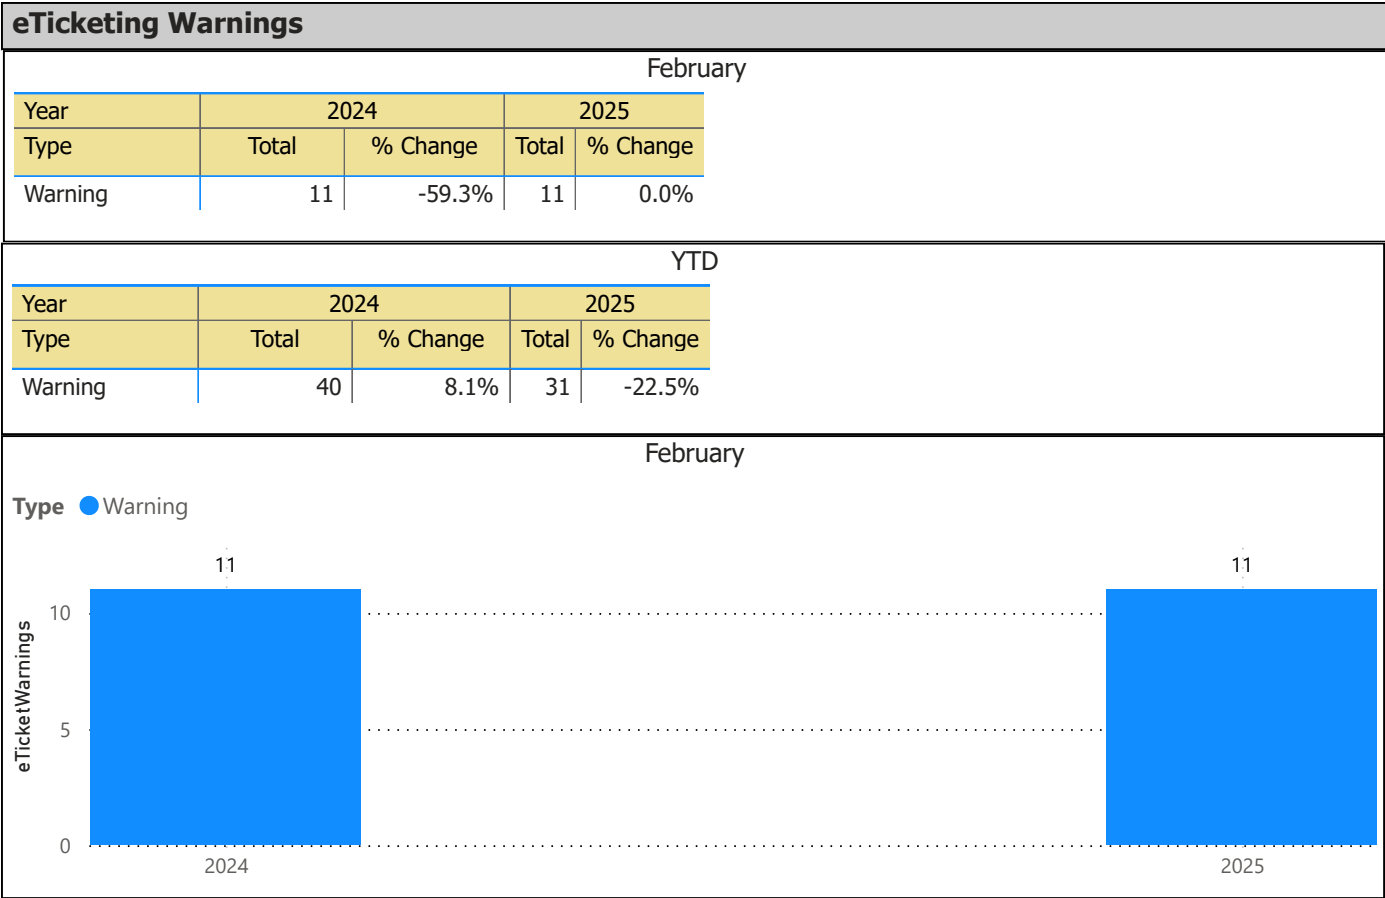 eTicketing Warnings
February
Year 2024 2025
Type Total % Change Total % Change
Warning 11 -59.3% 11 0.0%
YTD
Year 2024 2025
Type Total % Change Total % Change
Warning 40 8.1% 31 -22.5%
February
Type Warning
11 11
10
5
0
eTicketWarnings
2024 2025